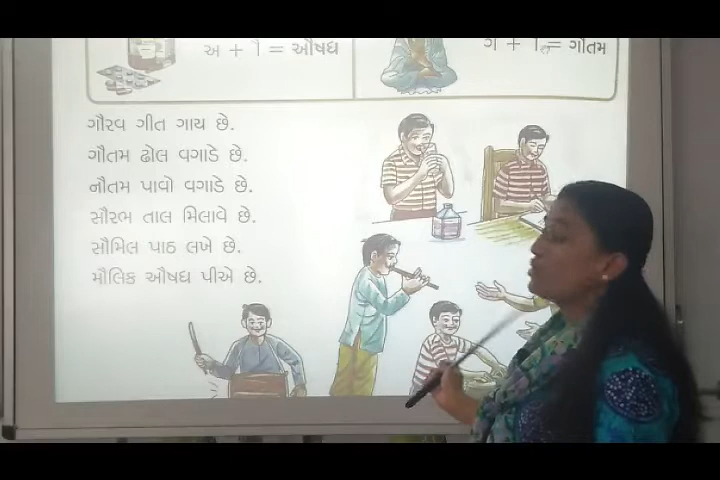 અ + ૌ = ઔષધ
ગ + ૌ = ગૌતમ
ગૌરવ ગીત ગાય છે.
ગૌતમ ઢોલ વગાડે છે.
નૌતમ પાવો વગાડે છે.
સૌરભ તાલ મિલાવે છે.
સૌમિલ પાઠ લખે છે.
મૌલિક ઔષધ પીએ છે.